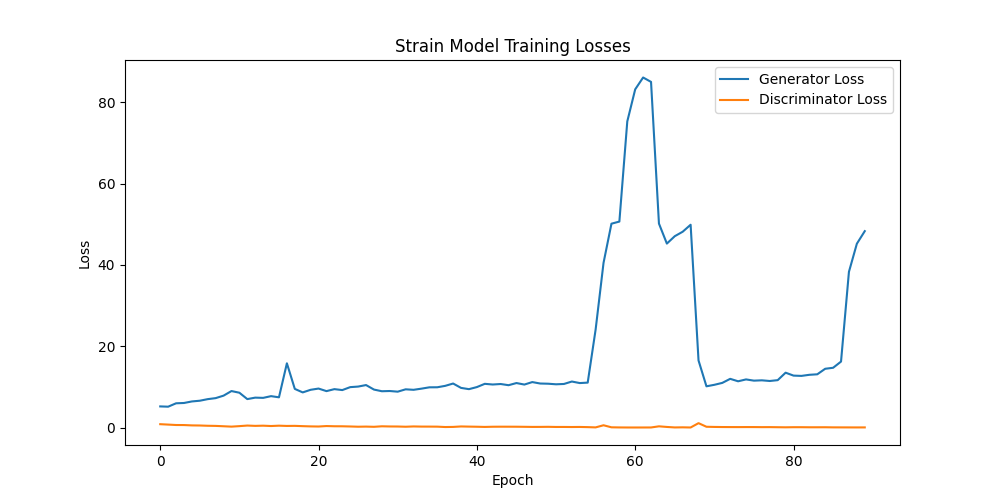 Strain Model Training Losses
Generator Loss
Discriminator Loss
Loss
80
60
40
20
0
0 20 40 60 80
Epoch